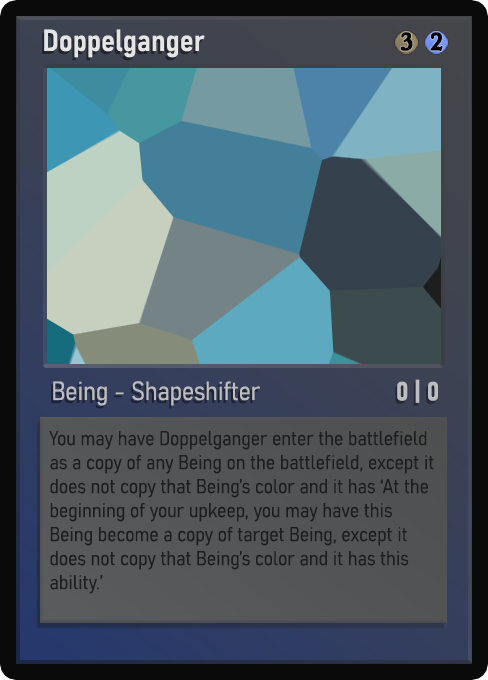 Doppelganger 3 2
Being - Shapeshifter 0|0
You may have Doppelganger enter the battlefield
as a copy of any Being on the battlefield, except it
does not copy that Being's color and it has 'At the
beginning of your upkeep, you may have this
Being become a copy of target Being, except it
does not copy that Being's color and it has this
ability.'